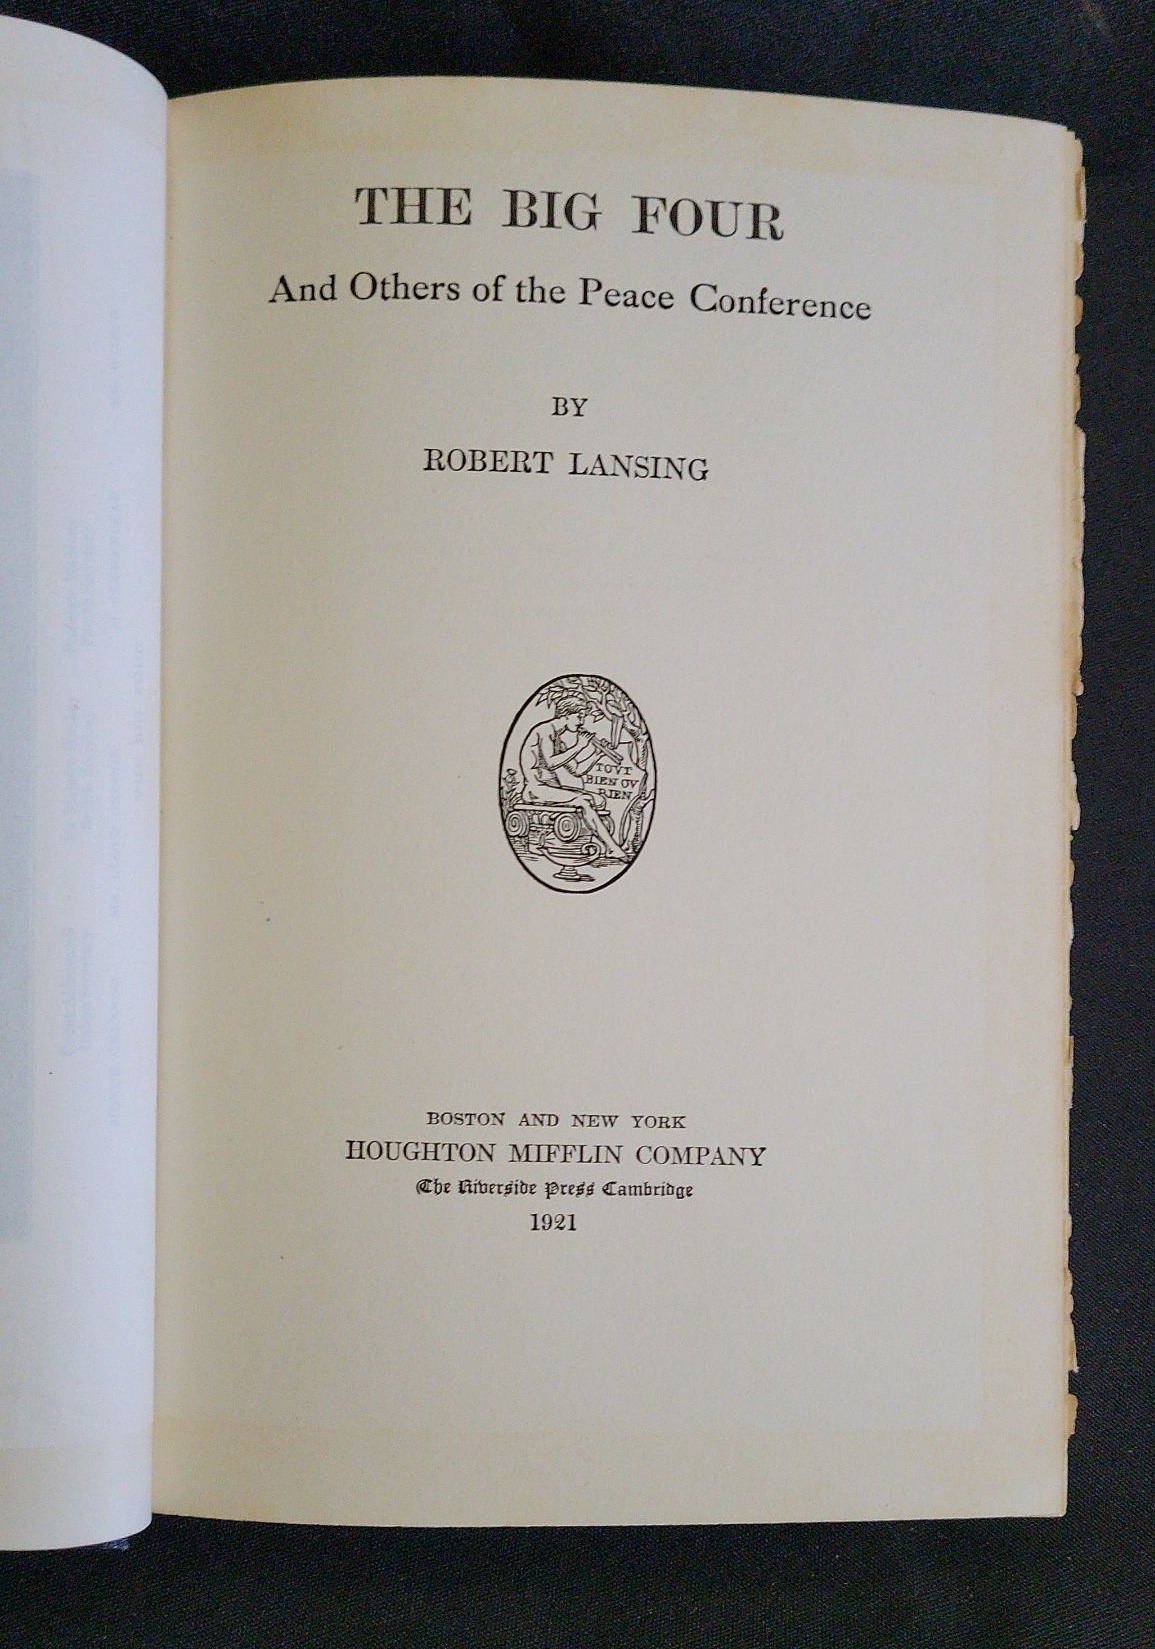 THE BIG FOUR
And Others of the Peace Conference
BY
ROBERT LANSING
TOVT
BIEN OV
RIEN
BOSTON AND NEW YORK
HOUGHTON MIFFLIN COMPANY
The Riverside Press Cambridge
1921